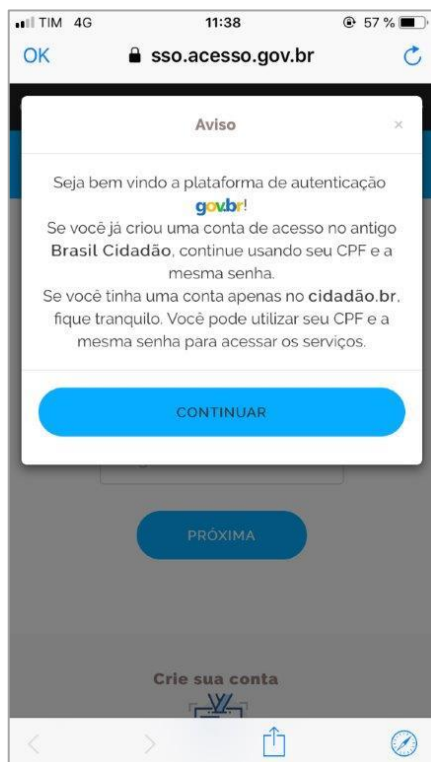 TIM 4G 11:38 57 %
OK sso.acesso.gov.br
Aviso ×
Seja bem vindo a plataforma de autenticação
gov.br!
Se você já criou uma conta de acesso no antigo
Brasil Cidadão, continue usando seu CPF e a
mesma senha.
Se você tinha uma conta apenas no cidadão.br,
fique tranquilo. Você pode utilizar seu CPF e a
mesma senha para acessar os serviços.
CONTINUAR
PRÓXIMA
Crie sua conta